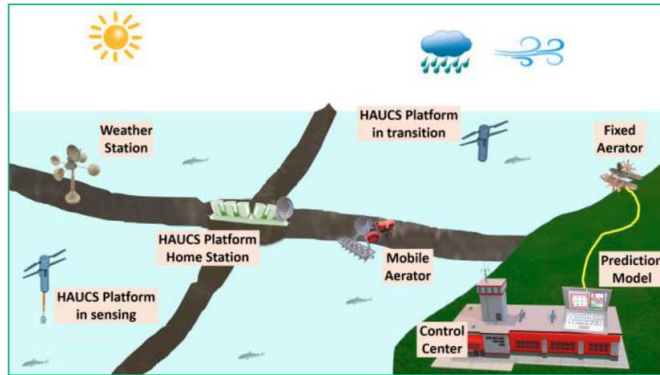 HAUCS Platform
in transition
Weather
Station
Fixed
Aerator
HAUCS Platform
Home Station
Mobile
Aerator
Prediction
Model
HAUCS Platform
in sensing
Control
Center